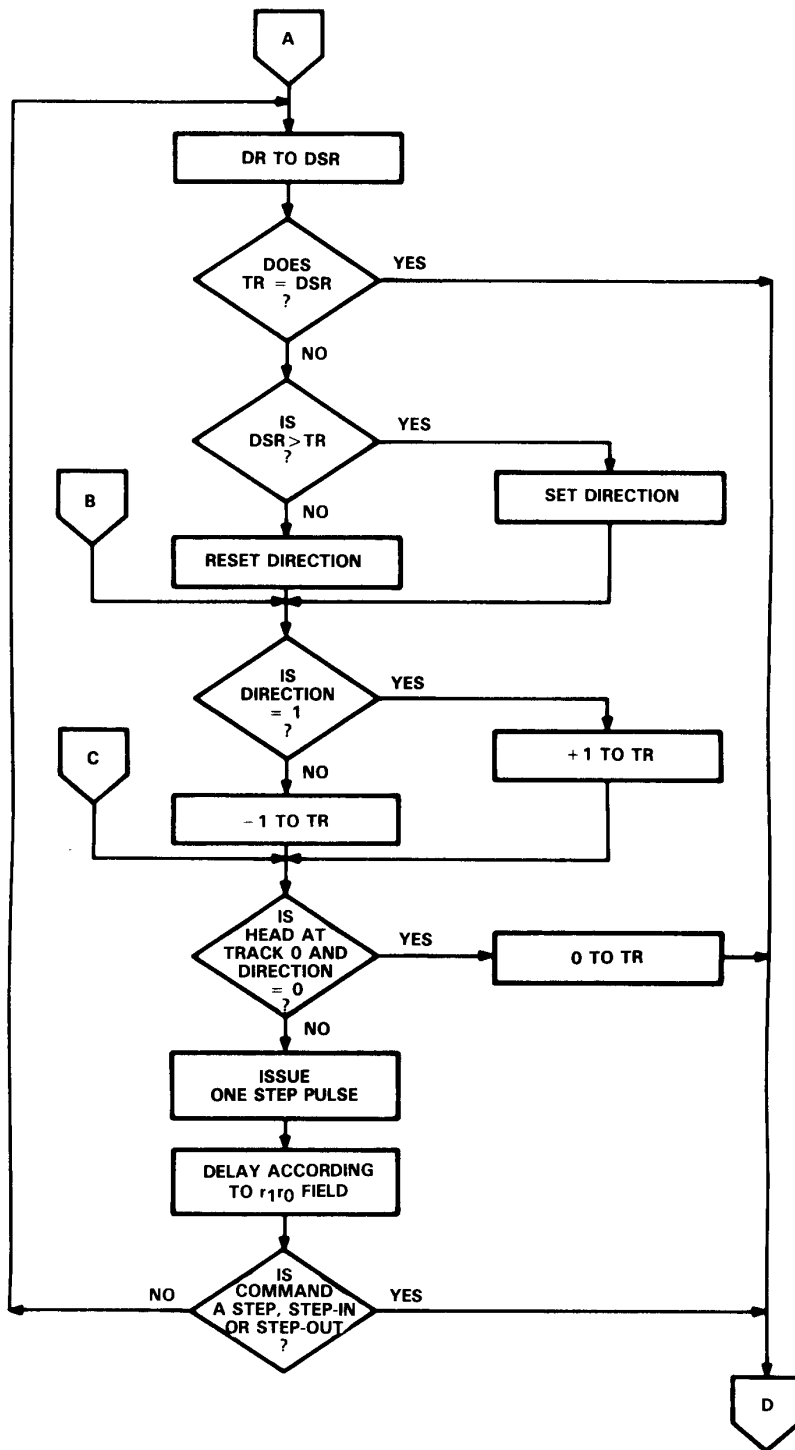 A
DR TO DSR
DOES
TR = DSR
?
YES
NO
IS
DSR > TR
?
YES
SET DIRECTION
NO
B
RESET DIRECTION
IS
DIRECTION
= 1
?
YES
+ 1 TO TR
NO
C
– 1 TO TR
IS
HEAD AT
TRACK 0 AND
DIRECTION
= 0
?
YES
0 TO TR
NO
ISSUE
ONE STEP PULSE
DELAY ACCORDING
TO r1r0 FIELD
IS
COMMAND
A STEP, STEP-IN
OR STEP-OUT
?
NO
YES
D